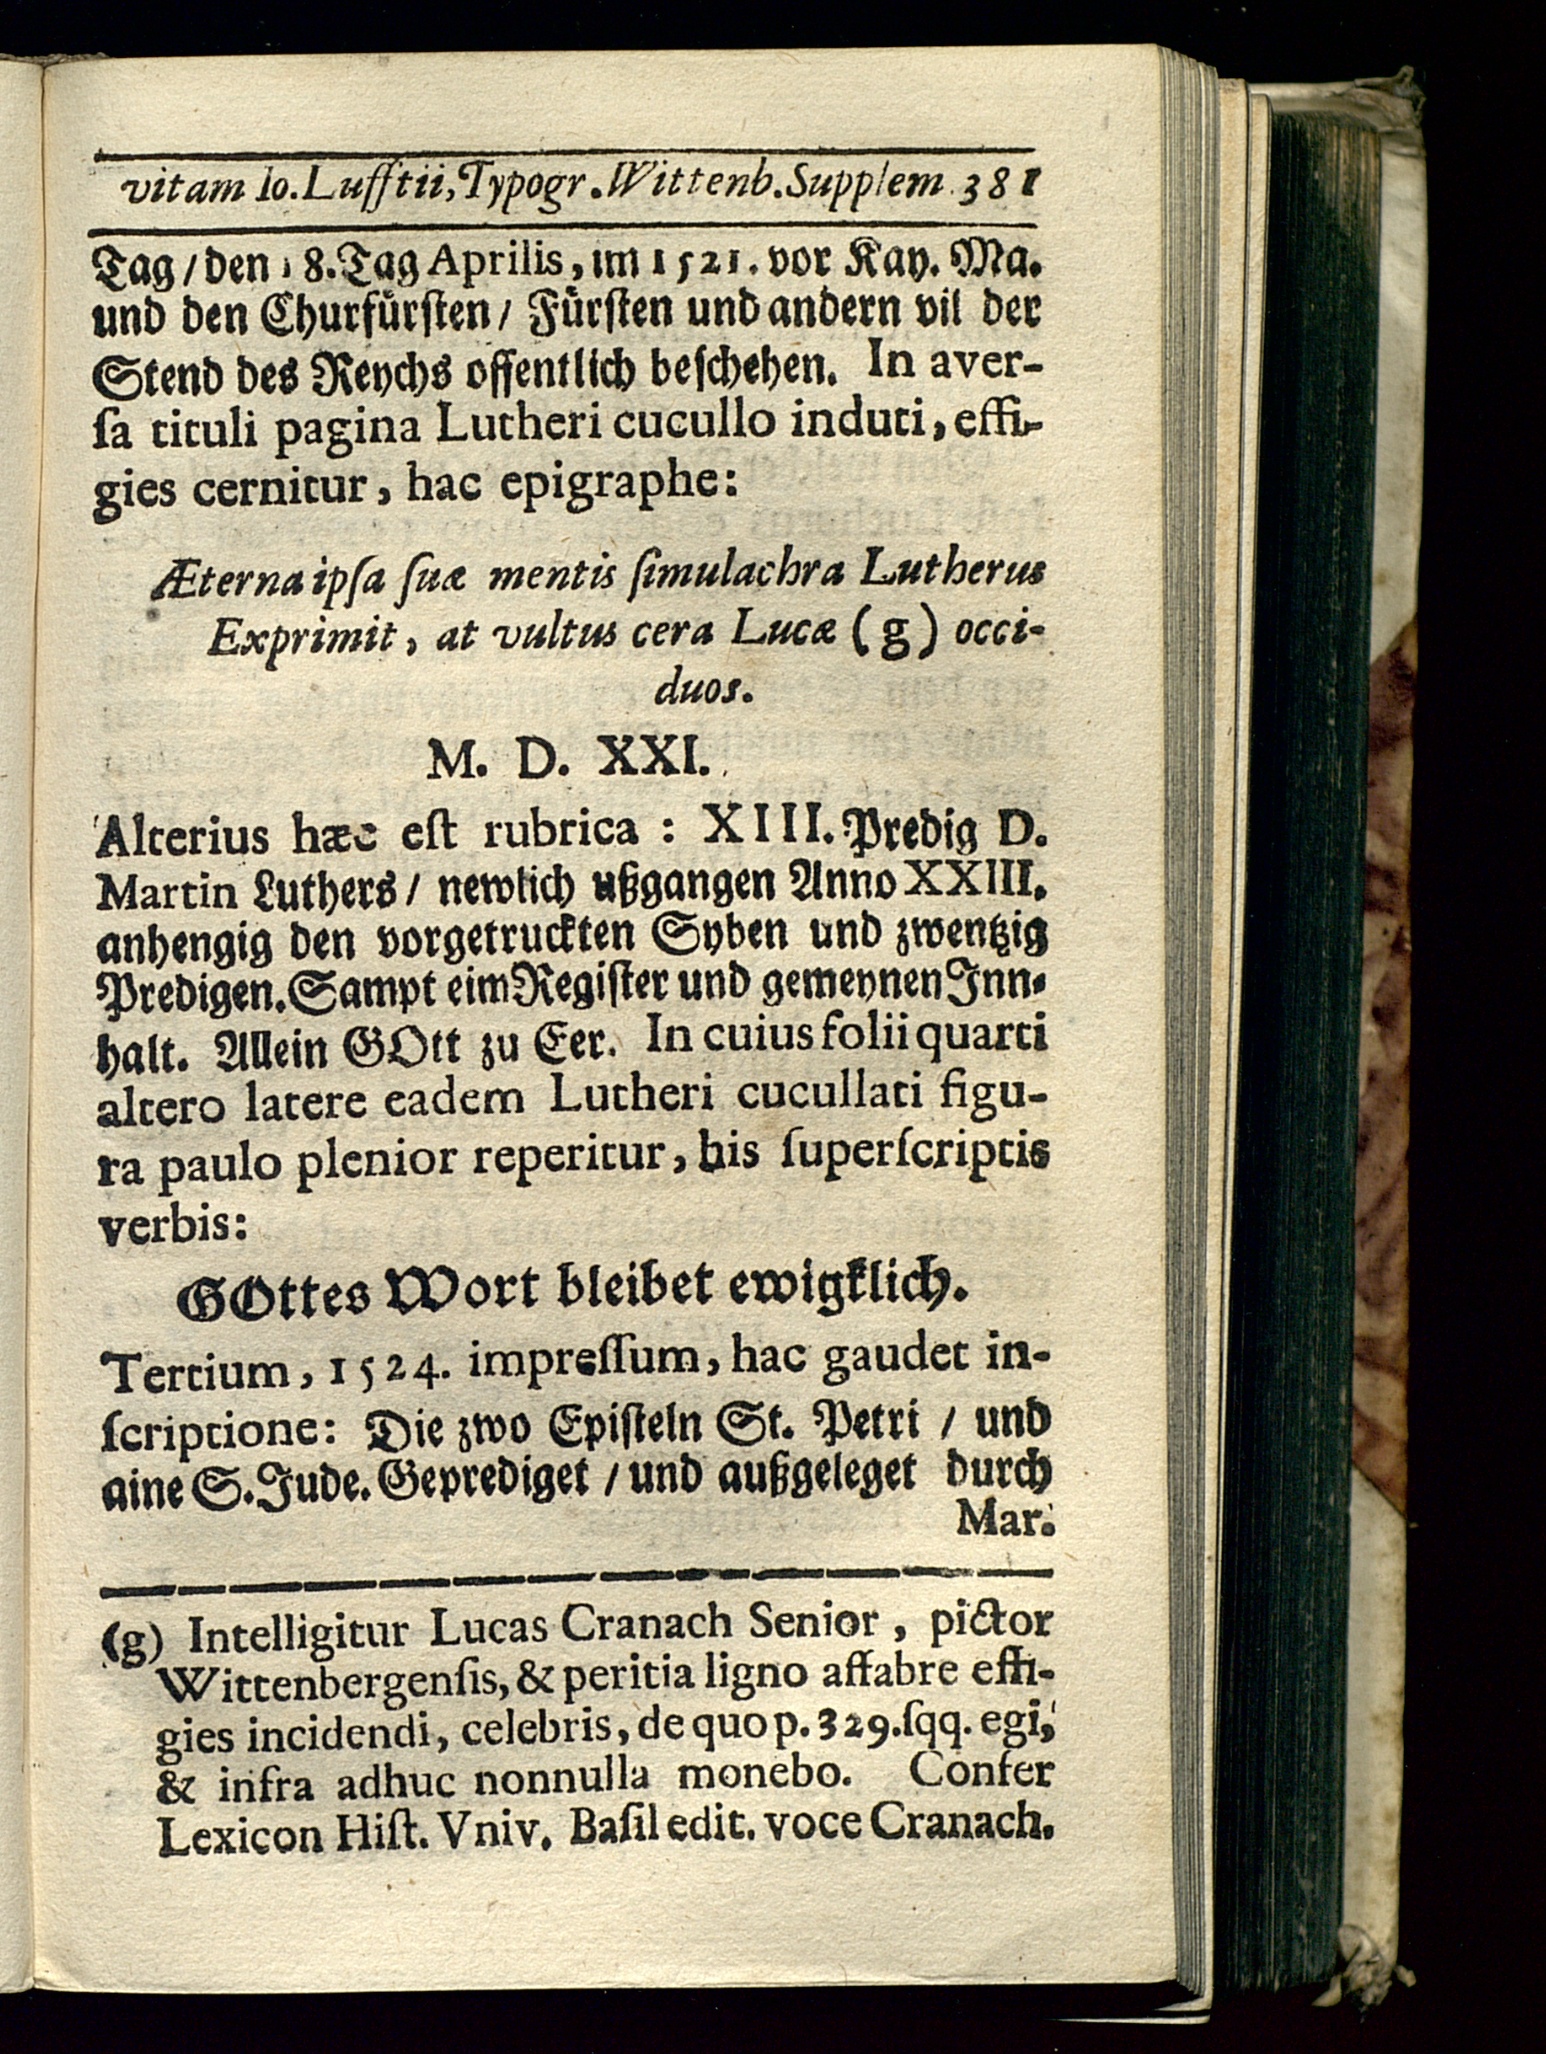 vitam Io. Lufftii, Typogr. Wittenb. Supplem. 381
Tag / den 18. Tag Aprilis, im 1521. vor Kay. Ma.
und den Churfürſten / Fürſten und andern vil der
Stend des Reychs offentlich beſchehen. In aver-
ſa tituli pagina Lutheri cucullo induti, effi-
gies cernitur, hac epigraphe:
Æterna ipſa ſuæ mentis ſimulachra Lutherus
Exprimit, at vultus cera Lucæ (g) occi-
duos.
M. D. XXI.
Alterius hæc eſt rubrica : XIII. Predig D.
Martin Luthers / newlich ußgangen Anno XXIII.
anhengig den vorgetruckten Syben und zwentzig
Predigen. Sampt eim Regiſter und gemeynen Inn-
halt. Allein GOtt zu Eer. In cuius folii quarti
altero latere eadem Lutheri cucullati figu-
ra paulo plenior reperitur, his ſuperſcriptis
verbis:
GOttes Wort bleibet ewigklich.
Tertium, 1524. impreſſum, hac gaudet in-
ſcriptione: Die zwo Epiſteln St. Petri / und
aine S. Jude. Geprediget / und außgeleget durch
Mar.
(g) Intelligitur Lucas Cranach Senior, pictor
Wittenbergenſis, & peritia ligno affabre effi-
gies incidendi, celebris, de quo p. 329. ſqq. egi,
& infra adhuc nonnulla monebo. Confer
Lexicon Hiſt. Vniv. Baſil edit. voce Cranach.